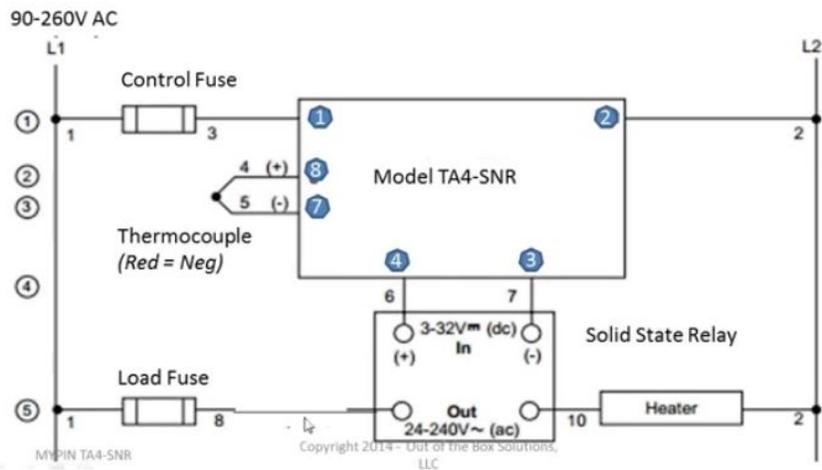 90-260V AC
L1
L2
Control Fuse
1
1
3
1
2
2
2
4 (+) 8
Model TA4-SNR
3
5 (-) 7
Thermocouple
(Red = Neg)
4
3
4
6
7
3-32V⎓ (dc)
In
(+)
(-)
Solid State Relay
Load Fuse
5
1
8
Out
24-240V~ (ac)
10
Heater
2
MYPIN TA4-SNR
Copyright 2014 - Out of the Box Solutions,
LLC